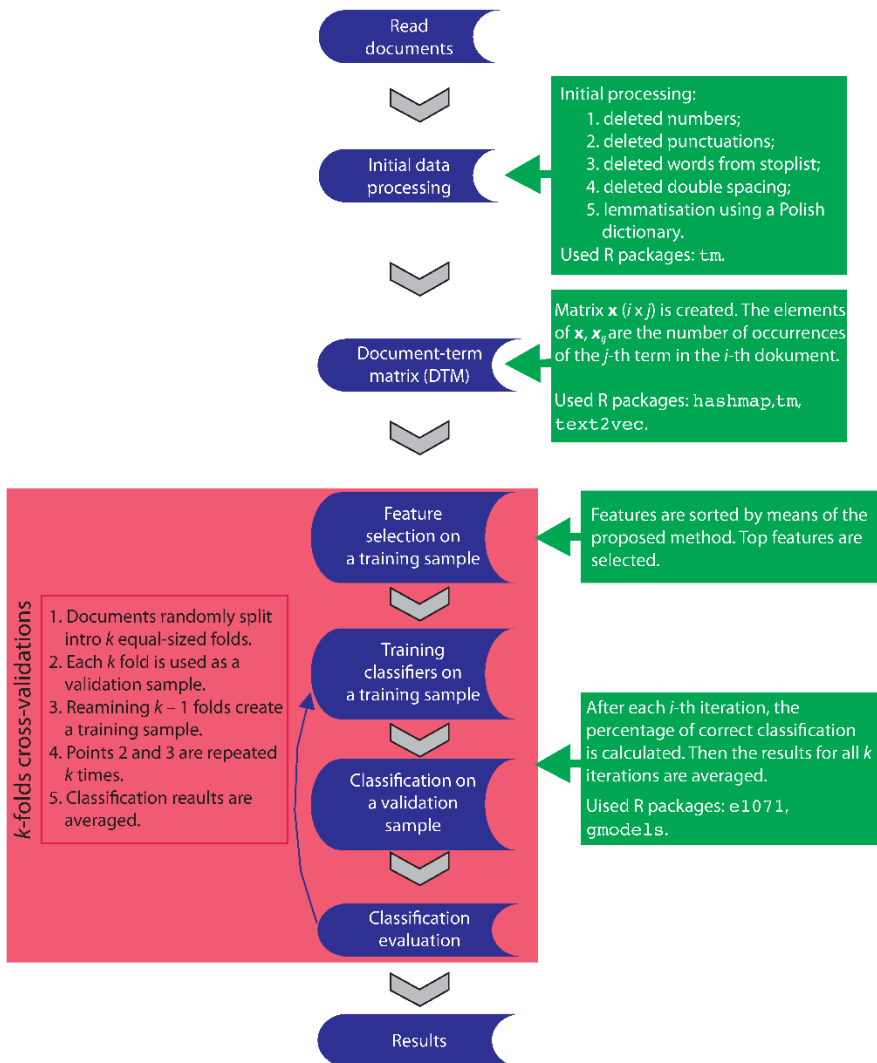 Read
documents
Initial processing:
1. deleted numbers;
2. deleted punctuations;
3. deleted words from stoplist;
4. deleted double spacing;
5. lemmatisation using a Polish
dictionary.
Used R packages: tm.
Initial data
processing
Matrix x (i x j) is created. The elements
of x, xij are the number of occurrences
of the j-th term in the i-th dokument.
Used R packages: hashmap,tm,
text2vec.
Document-term
matrix (DTM)
k-folds cross-validations
1. Documents randomly split
into k equal-sized folds.
2. Each k fold is used as a
validation sample.
3. Reamining k – 1 folds create
a training sample.
4. Points 2 and 3 are repeated
k times.
5. Classification reaults are
averaged.
Feature
selection on
a training sample
Features are sorted by means of the
proposed method. Top features are
selected.
Training
classifiers on
a training sample
Classification on
a validation
sample
After each i-th iteration, the
percentage of correct classification
is calculated. Then the results for all k
iterations are averaged.
Uised R packages: e1071,
gmodels.
Classification
evaluation
Results